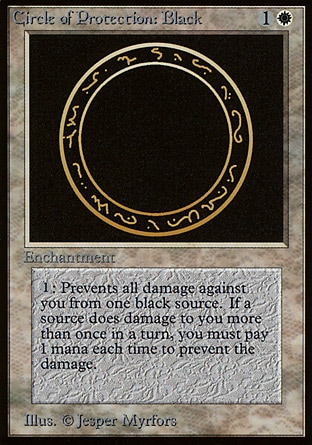 Circle of Protection: Black 1
Enchantment
1: Prevents all damage against
you from one black source. If a
source does damage to you more
than once in a turn, you must pay
1 mana each time to prevent the
damage.
Illus. © Jesper Myrfors